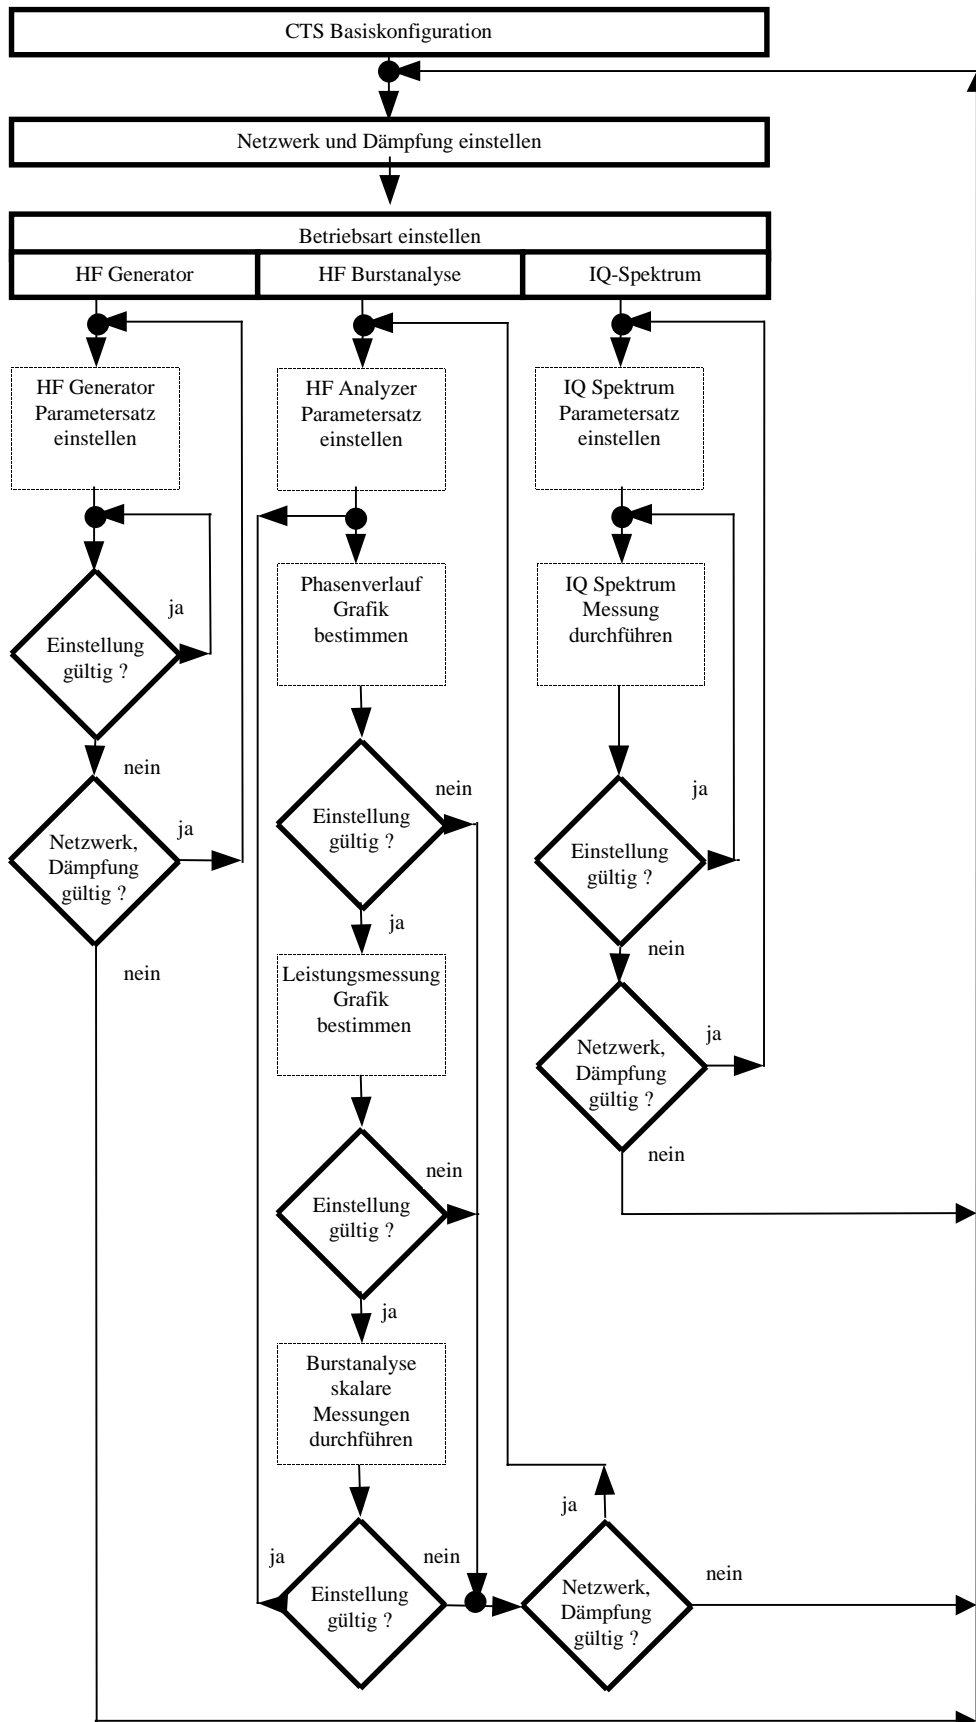 CTS Basiskonfiguration
Netzwerk und Dämpfung einstellen
Betriebsart einstellen
HF Generator
HF Burstanalyse
IQ-Spektrum
HF Generator
Parametersatz
einstellen
ja
Einstellung
gültig ?
nein
Netzwerk,
Dämpfung
gültig ?
ja
nein
HF Analyzer
Parametersatz
einstellen
Phasenverlauf
Grafik
bestimmen
nein
Einstellung
gültig ?
ja
Leistungsmessung
Grafik
bestimmen
nein
Einstellung
gültig ?
ja
Burstanalyse
skalare
Messungen
durchführen
ja
nein
Einstellung
gültig ?
ja
Netzwerk,
Dämpfung
gültig ?
nein
IQ Spektrum
Parametersatz
einstellen
IQ Spektrum
Messung
durchführen
ja
Einstellung
gültig ?
nein
ja
Netzwerk,
Dämpfung
gültig ?
nein